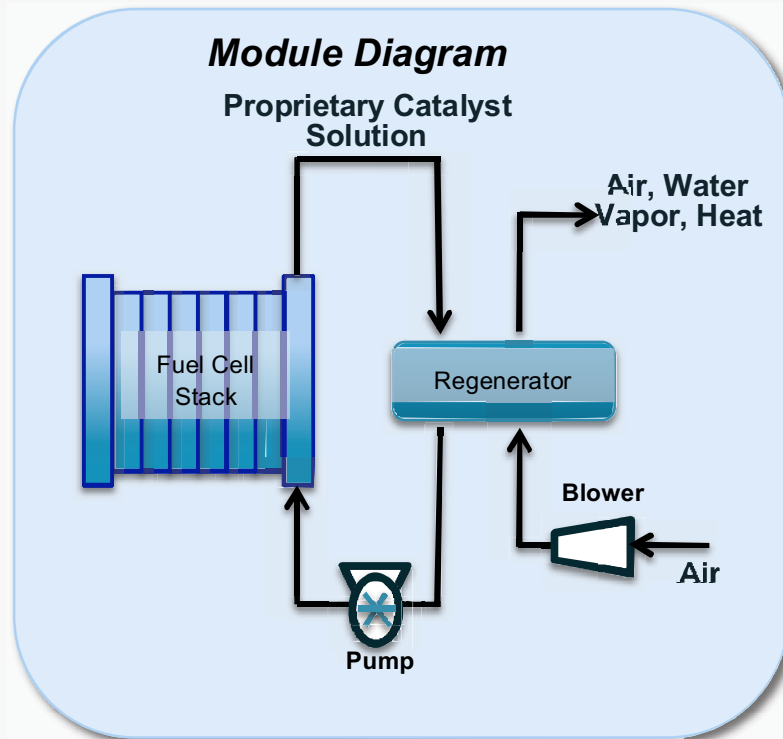 Module Diagram
Proprietary Catalyst
Solution
Air, Water
Vapor, Heat
Fuel Cell
Stack
Regenerator
Blower
Air
Pump